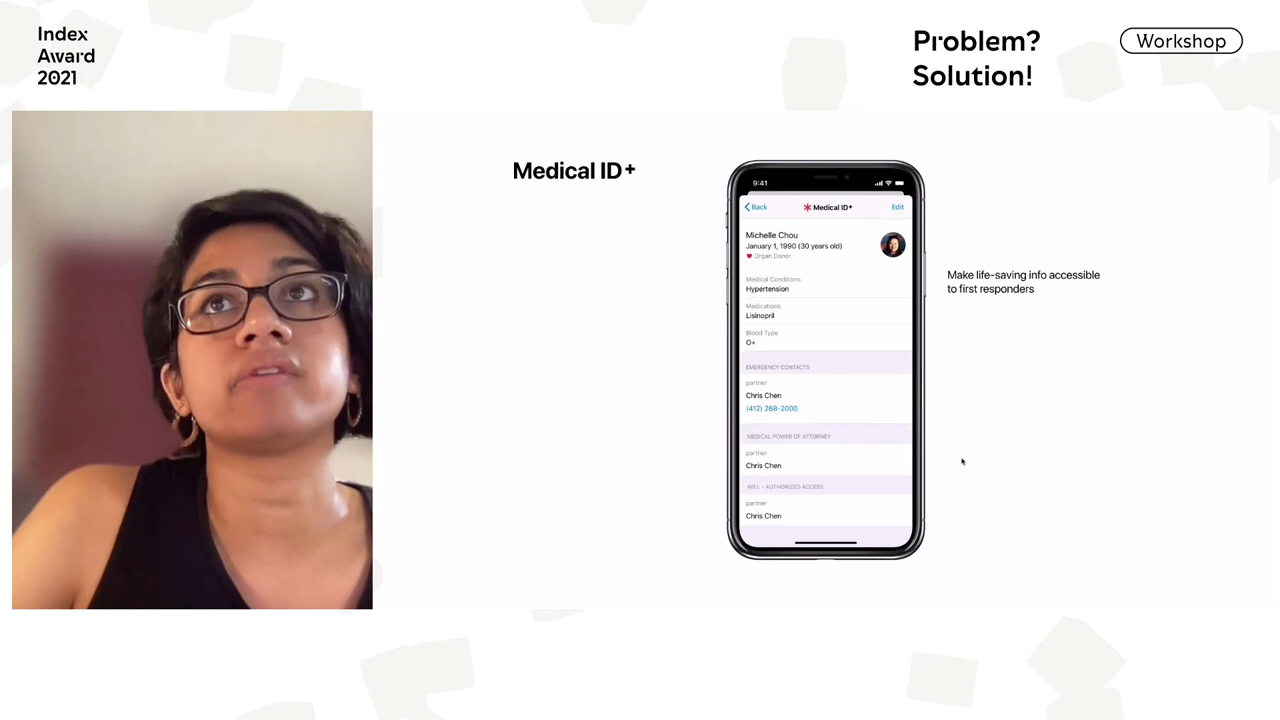 Index
Award
2021
Problem?
Solution!
Workshop
Medical ID+
9:41
Back
Medical ID+
Edit
Michelle Chou
January 1, 1990 (30 years old)
Organ Donor
Medical Conditions
Hypertension
Medications
Lisinopril
Blood Type
O+
EMERGENCY CONTACTS
partner
Chris Chen
(412) 268-2000
MEDICAL POWER OF ATTORNEY
partner
Chris Chen
WILL - AUTHORIZED ACCESS
partner
Chris Chen
Make life-saving info accessible
to first responders